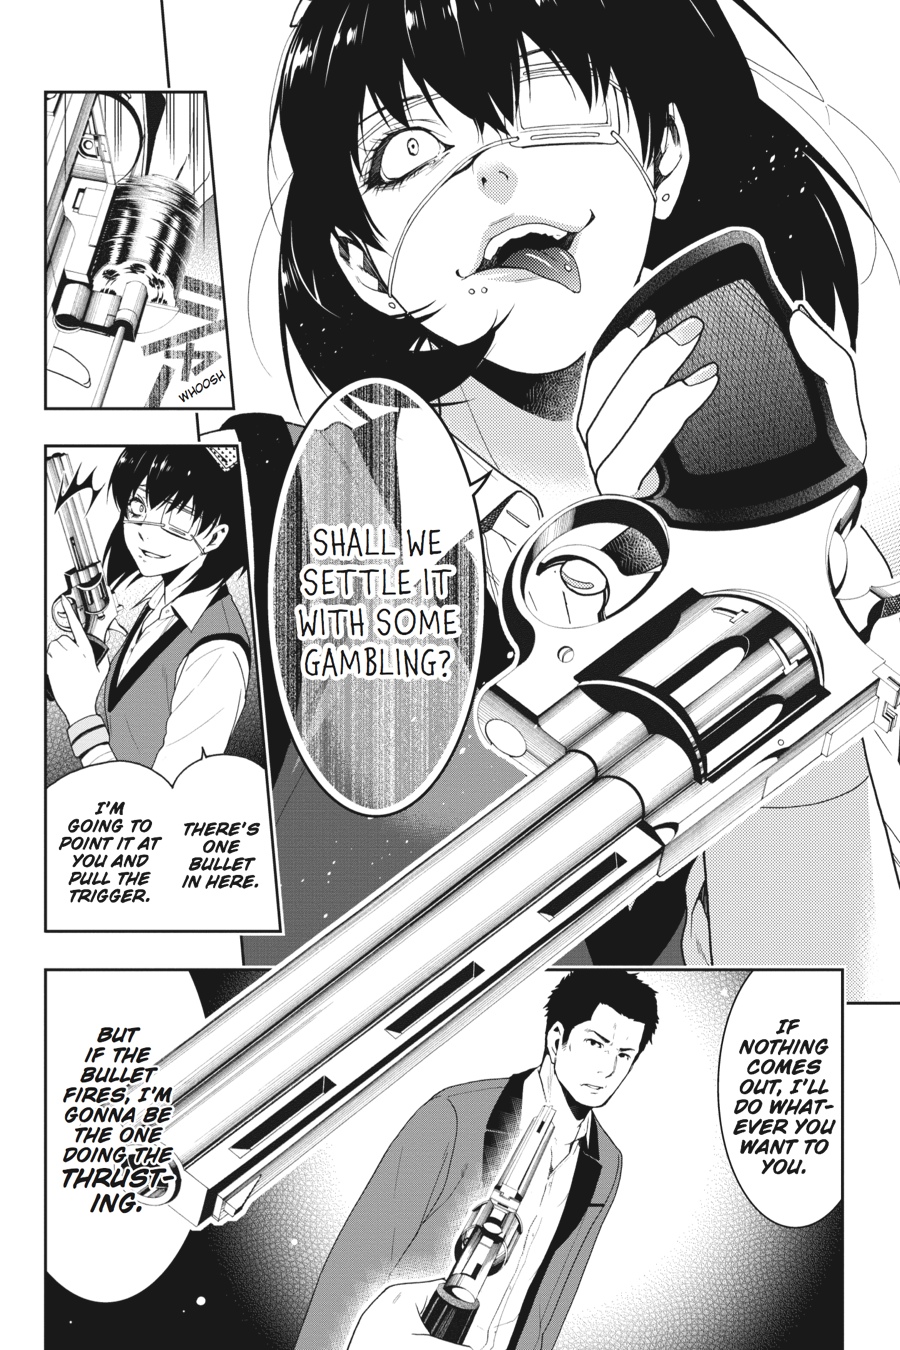 SHALL WE
SETTLE IT
WITH SOME
GAMBLING?
バャ
WHOOSH
THERE'S
ONE
BULLET
IN HERE.
I'M
GOING TO
POINT IT AT
YOU AND
PULL THE
TRIGGER.
IF
NOTHING
COMES
OUT, I'LL
DO WHAT-
EVER YOU
WANT TO
YOU.
BUT
IF THE
BULLET
FIRES, I'M
GONNA BE
THE ONE
DOING THE
THRUST-
ING.